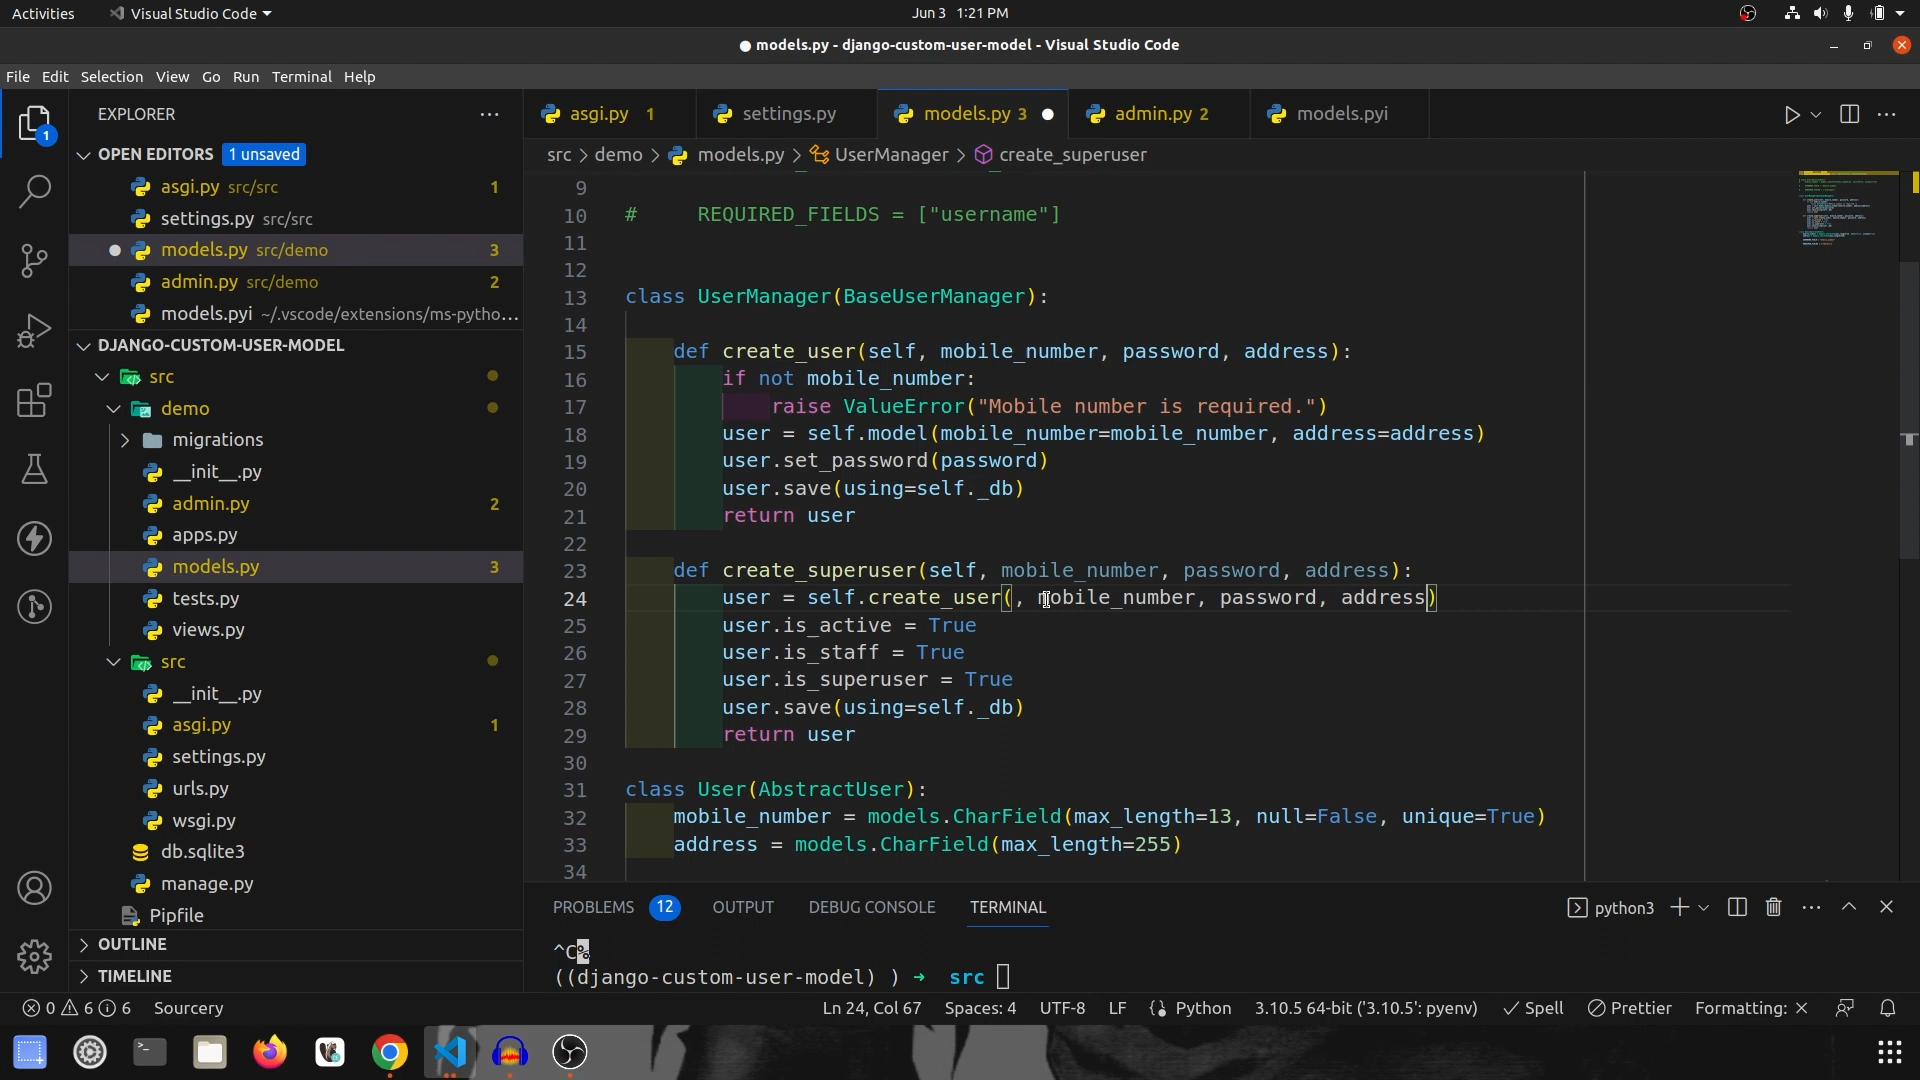 Activities
Visual Studio Code
Jun 3 1:21 PM
● models.py - django-custom-user-model - Visual Studio Code
File Edit Selection View Go Run Terminal Help
EXPLORER
OPEN EDITORS 1 unsaved
asgi.py src/src 1
settings.py src/src
models.py src/demo 3
admin.py src/demo 2
models.pyi ~/.vscode/extensions/ms-pytho...
DJANGO-CUSTOM-USER-MODEL
src
demo
migrations
__init__.py
admin.py 2
apps.py
models.py 3
tests.py
views.py
src
__init__.py
asgi.py 1
settings.py
urls.py
wsgi.py
db.sqlite3
manage.py
Pipfile
OUTLINE
TIMELINE
1
asgi.py 1
settings.py
models.py 3
admin.py 2
models.pyi
src > demo > models.py > UserManager > create_superuser
9
10 #     REQUIRED_FIELDS = ["username"]
11
12
13 class UserManager(BaseUserManager):
14
15     def create_user(self, mobile_number, password, address):
16         if not mobile_number:
17             raise ValueError("Mobile number is required.")
18         user = self.model(mobile_number=mobile_number, address=address)
19         user.set_password(password)
20         user.save(using=self._db)
21         return user
22
23     def create_superuser(self, mobile_number, password, address):
24         user = self.create_user(, mobile_number, password, address)
25         user.is_active = True
26         user.is_staff = True
27         user.is_superuser = True
28         user.save(using=self._db)
29         return user
30
31 class User(AbstractUser):
32     mobile_number = models.CharField(max_length=13, null=False, unique=True)
33     address = models.CharField(max_length=255)
34
PROBLEMS 12 OUTPUT DEBUG CONSOLE TERMINAL
python3
^C%
((django-custom-user-model) ) → src
0 6 6 Sourcery
Ln 24, Col 67 Spaces: 4 UTF-8 LF Python 3.10.5 64-bit ('3.10.5': pyenv) Spell Prettier Formatting: ×